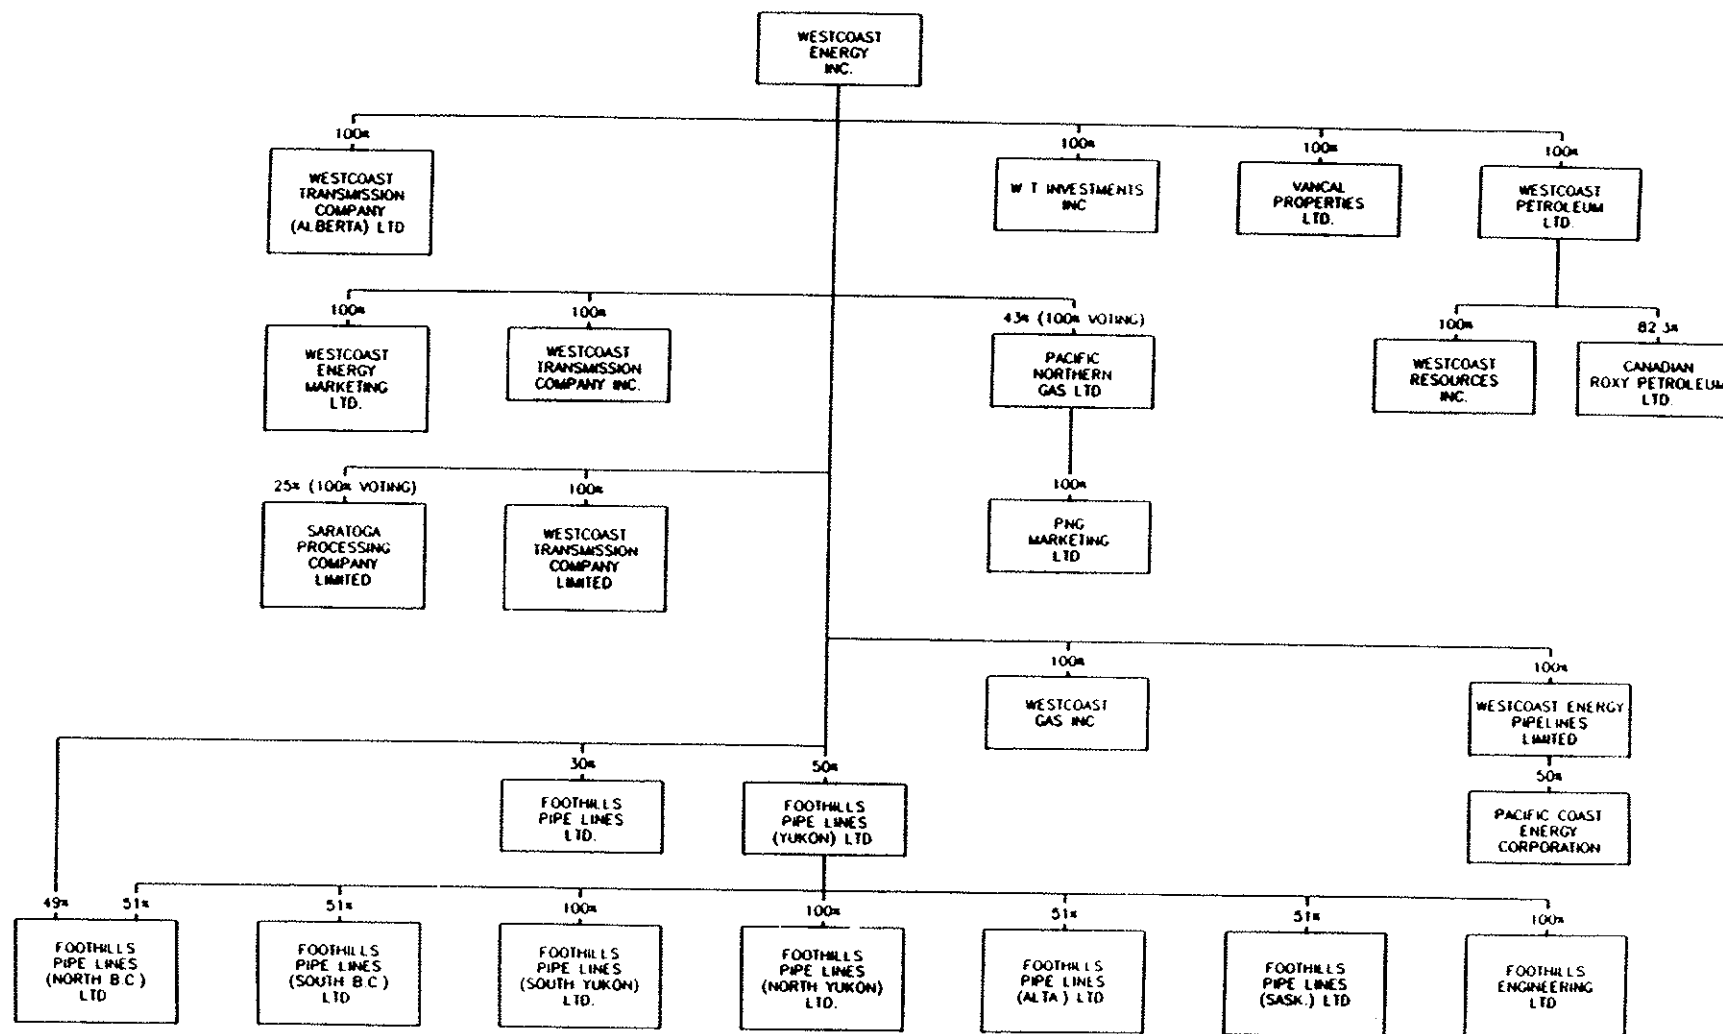 WESTCOAST
ENERGY
INC.
100%
WESTCOAST
TRANSMISSION
COMPANY
(ALBERTA) LTD
100%
W T INVESTMENTS
INC
100%
VANCAL
PROPERTIES
LTD.
100%
WESTCOAST
PETROLEUM
LTD.
100%
WESTCOAST
ENERGY
MARKETING
LTD.
100%
WESTCOAST
TRANSMISSION
COMPANY INC.
43% (100% VOTING)
PACIFIC
NORTHERN
GAS LTD
100%
WESTCOAST
RESOURCES
INC.
82 3%
CANADIAN
ROXY PETROLEUM
LTD.
25% (100% VOTING)
SARATOGA
PROCESSING
COMPANY
LIMITED
100%
WESTCOAST
TRANSMISSION
COMPANY
LIMITED
100%
PNG
MARKETING
LTD
100%
WESTCOAST
GAS INC
100%
WESTCOAST ENERGY
PIPELINES
LIMITED
30%
FOOTHILLS
PIPE LINES
LTD.
50%
FOOTHILLS
PIPE LINES
(YUKON) LTD
50%
PACIFIC COAST
ENERGY
CORPORATION
49% 51%
FOOTHILLS
PIPE LINES
(NORTH B.C)
LTD
51%
FOOTHILLS
PIPE LINES
(SOUTH B.C)
LTD
100%
FOOTHILLS
PIPE LINES
(SOUTH YUKON)
LTD.
100%
FOOTHILLS
PIPE LINES
(NORTH YUKON)
LTD.
51%
FOOTHILLS
PIPE LINES
(ALTA) LTD
51%
FOOTHILLS
PIPE LINES
(SASK.) LTD
100%
FOOTHILLS
ENGINEERING
LTD